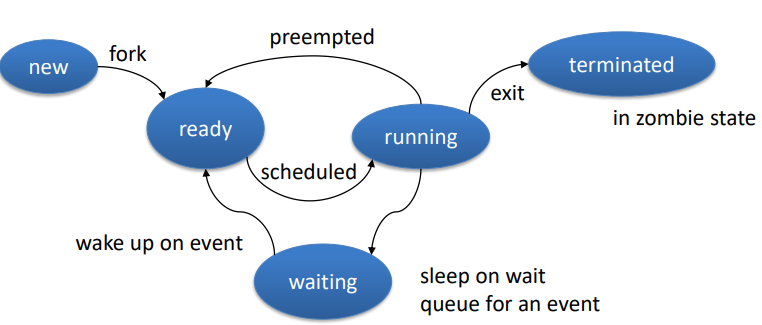 preempted
fork
new
terminated
exit
in zombie state
ready
running
scheduled
wake up on event
waiting
sleep on wait
queue for an event